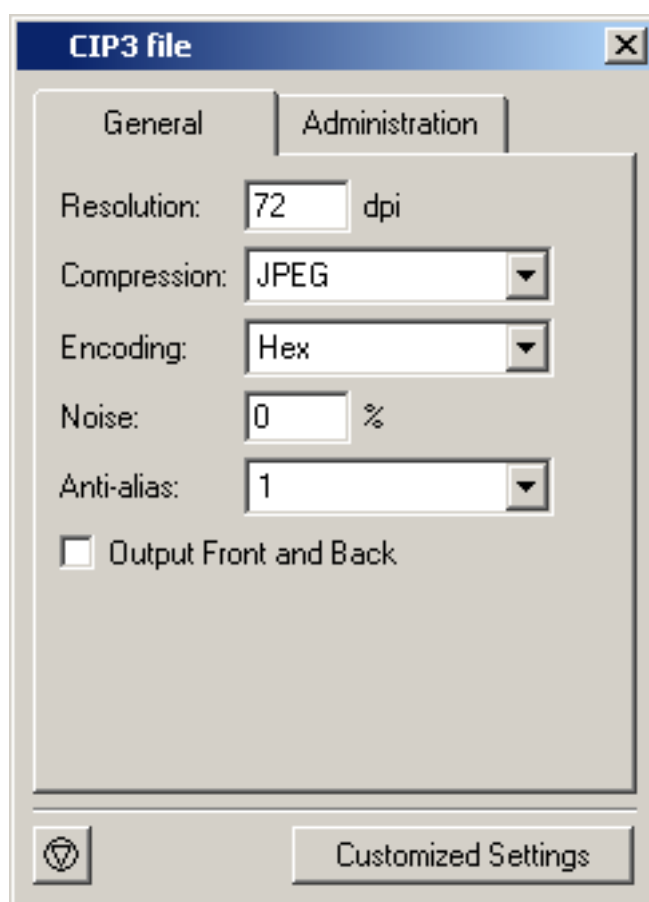 CIP3 file
General Administration
Resolution: 72 dpi
Compression: JPEG
Encoding: Hex
Noise: 0 %
Anti-alias: 1
Output Front and Back
Customized Settings